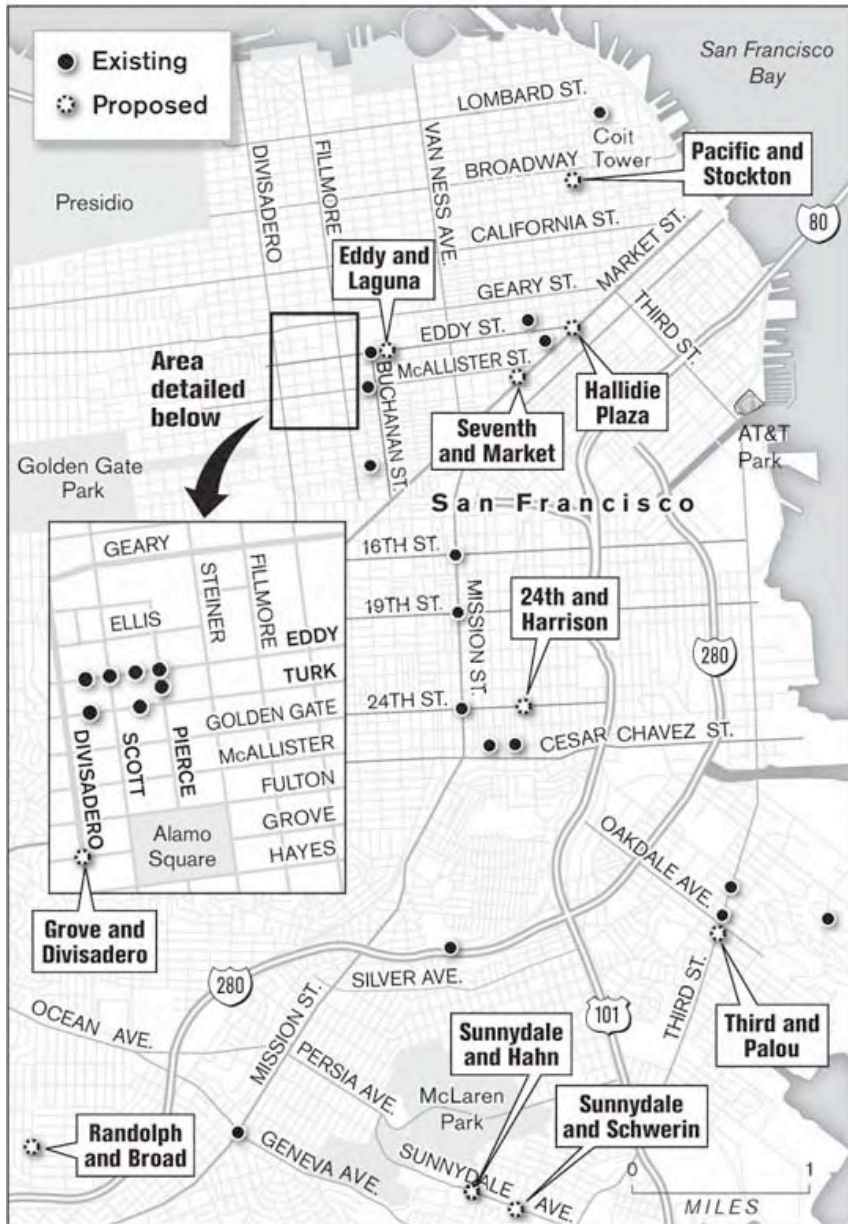 Existing
Proposed
San Francisco
Bay
LOMBARD ST.
Coit
Tower
BROADWAY
Pacific and
Stockton
DIVISADERO
FILLMORE
VAN NESS AVE.
Presidio
CALIFORNIA ST.
MARKET ST.
80
Eddy and
Laguna
GEARY ST.
EDDY ST.
THIRD ST.
Area
detailed
below
McALLISTER ST.
BUCHANAN ST.
Hallidie
Plaza
Seventh
and Market
AT&T
Park
Golden Gate
Park
San Francisco
16TH ST.
19TH ST.
MISSION ST.
24th and
Harrison
280
24TH ST.
CESAR CHAVEZ ST.
GEARY
STEINER
FILLMORE
ELLIS
EDDY
TURK
GOLDEN GATE
McALLISTER
DIVISADERO
SCOTT
PIERCE
FULTON
GROVE
HAYES
Alamo
Square
Grove and
Divisadero
OAKDALE AVE.
280
SILVER AVE.
THIRD ST.
101
Third and
Palou
OCEAN AVE.
MISSION ST.
PERSIA AVE.
Sunnydale
and Hahn
McLaren
Park
Sunnydale
and Schwerin
Randolph
and Broad
GENEVA AVE.
SUNNYDALE AVE.
0 1
MILES